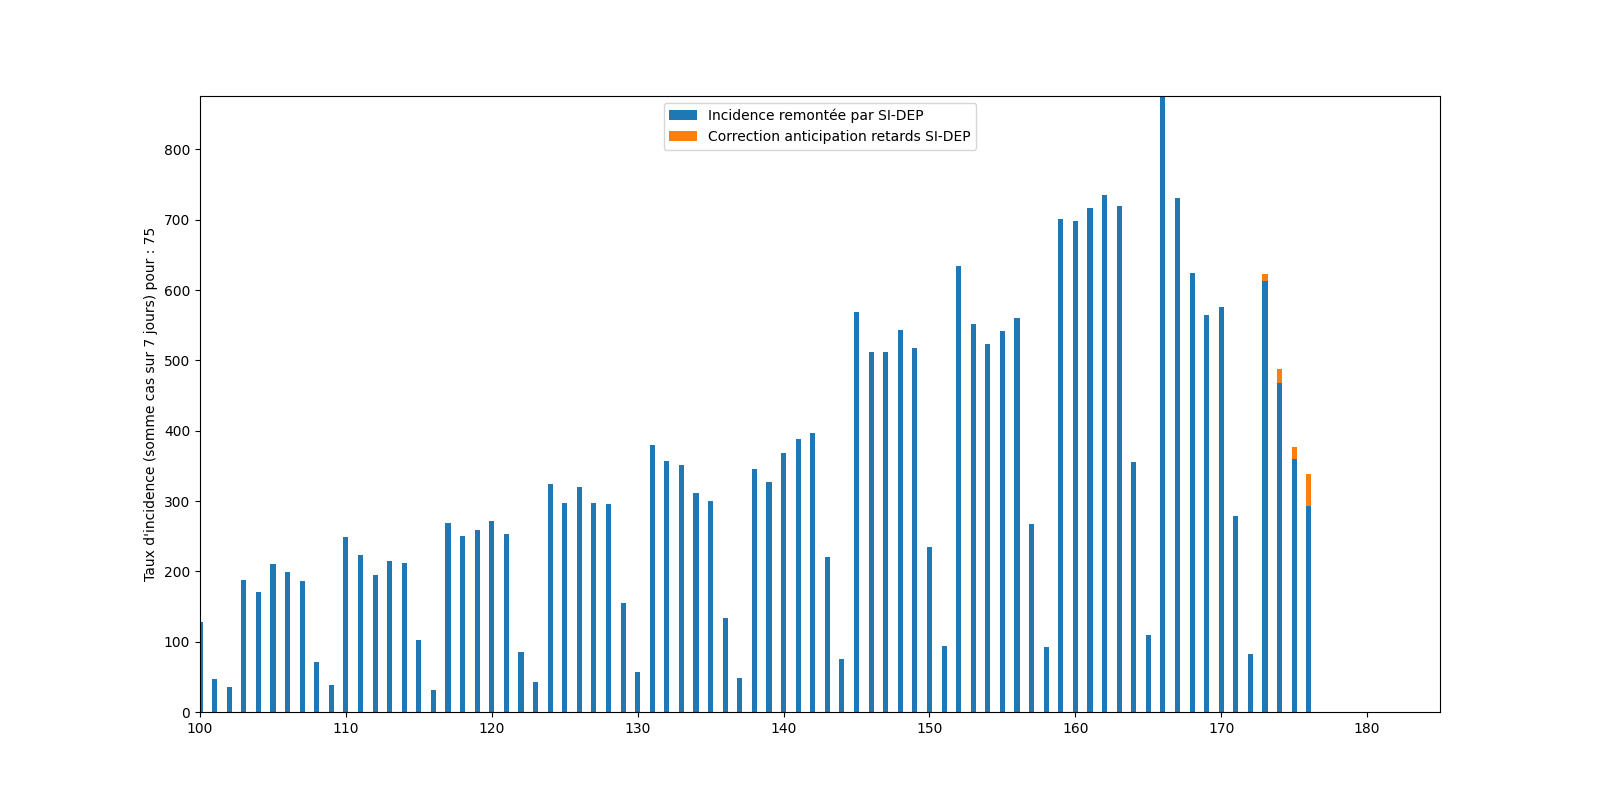 Incidence remontée par SI-DEP
Correction anticipation retards SI-DEP
Taux d'incidence (somme cas sur 7 jours) pour : 75
800
700
600
500
400
300
200
100
0
100 110 120 130 140 150 160 170 180